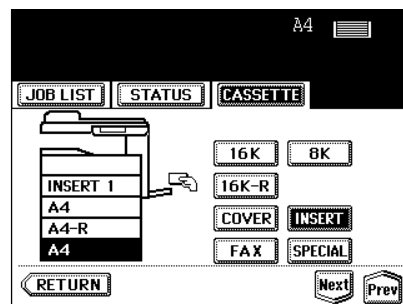 A4
JOB LIST STATUS CASSETTE
16K 8K
INSERT 1 16K-R
A4 COVER INSERT
A4-R
A4 FAX SPECIAL
RETURN Next Prev